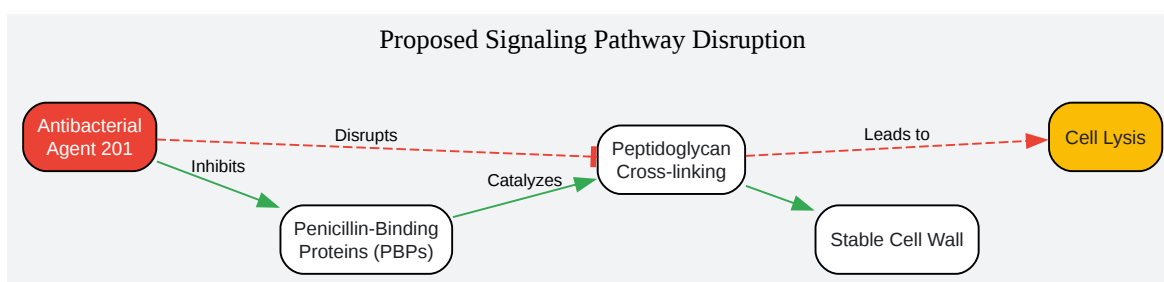 Proposed Signaling Pathway Disruption
Antibacterial
Agent 201
Disrupts
Inhibits
Penicillin-Binding
Proteins (PBPs)
Catalyzes
Peptidoglycan
Cross-linking
Leads to
Cell Lysis
Stable Cell Wall